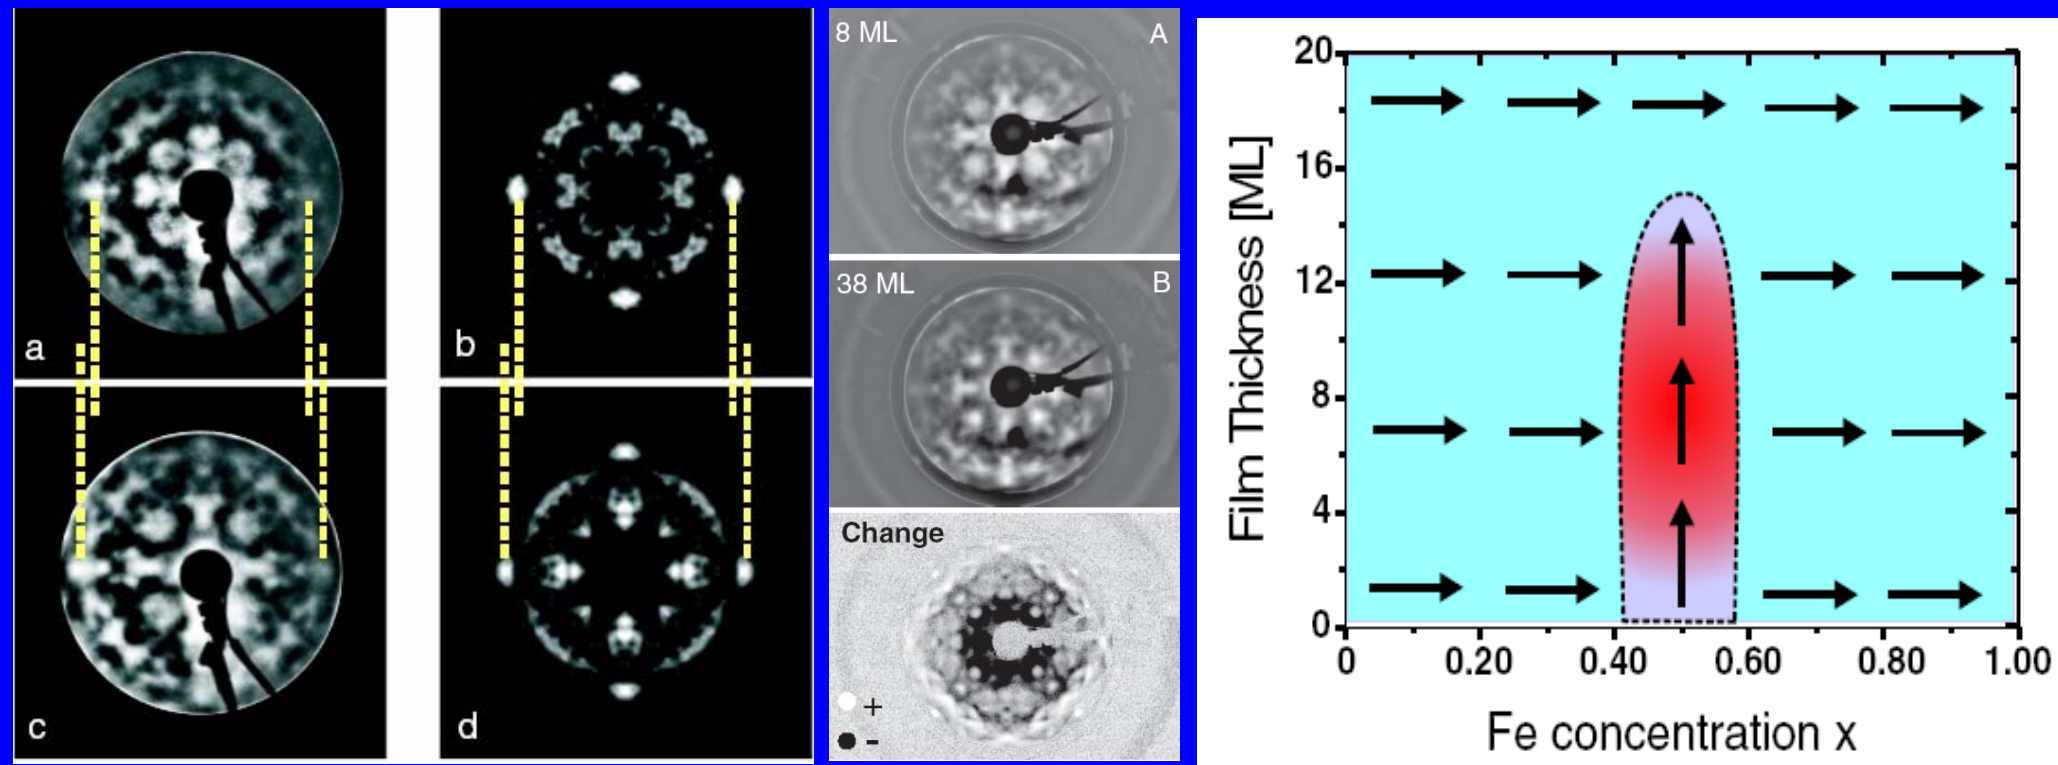 a
b
c
d
8 ML
A
38 ML
B
Change
+
-
20
16
12
8
4
0
Film Thickness [ML]
0 0.20 0.40 0.60 0.80 1.00
Fe concentration x